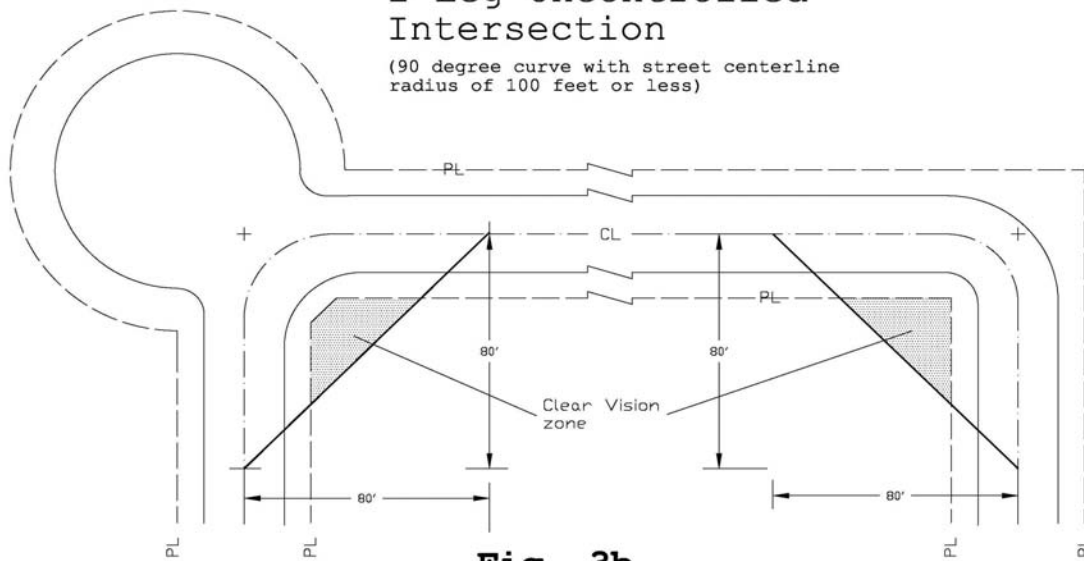 Intersection
(90 degree curve with street centerline
radius of 100 feet or less)
PL
CL
PL
80'
80'
Clear Vision
zone
80'
80'
PL
PL
PL
PL